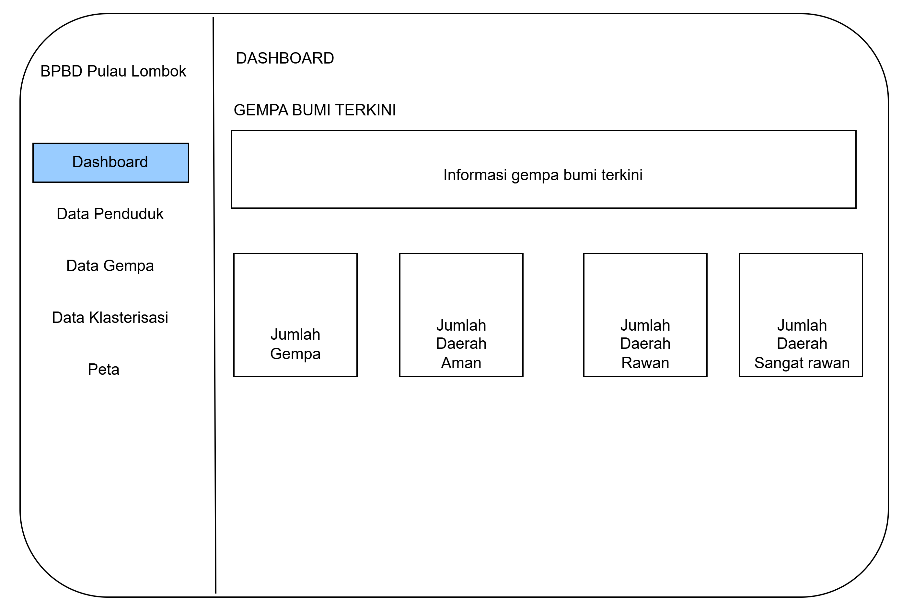 BPBD Pulau Lombok
Dashboard
Data Penduduk
Data Gempa
Data Klasterisasi
Peta
DASHBOARD
GEMPA BUMI TERKINI
Informasi gempa bumi terkini
Jumlah
Gempa
Jumlah
Daerah
Aman
Jumlah
Daerah
Rawan
Jumlah
Daerah
Sangat rawan